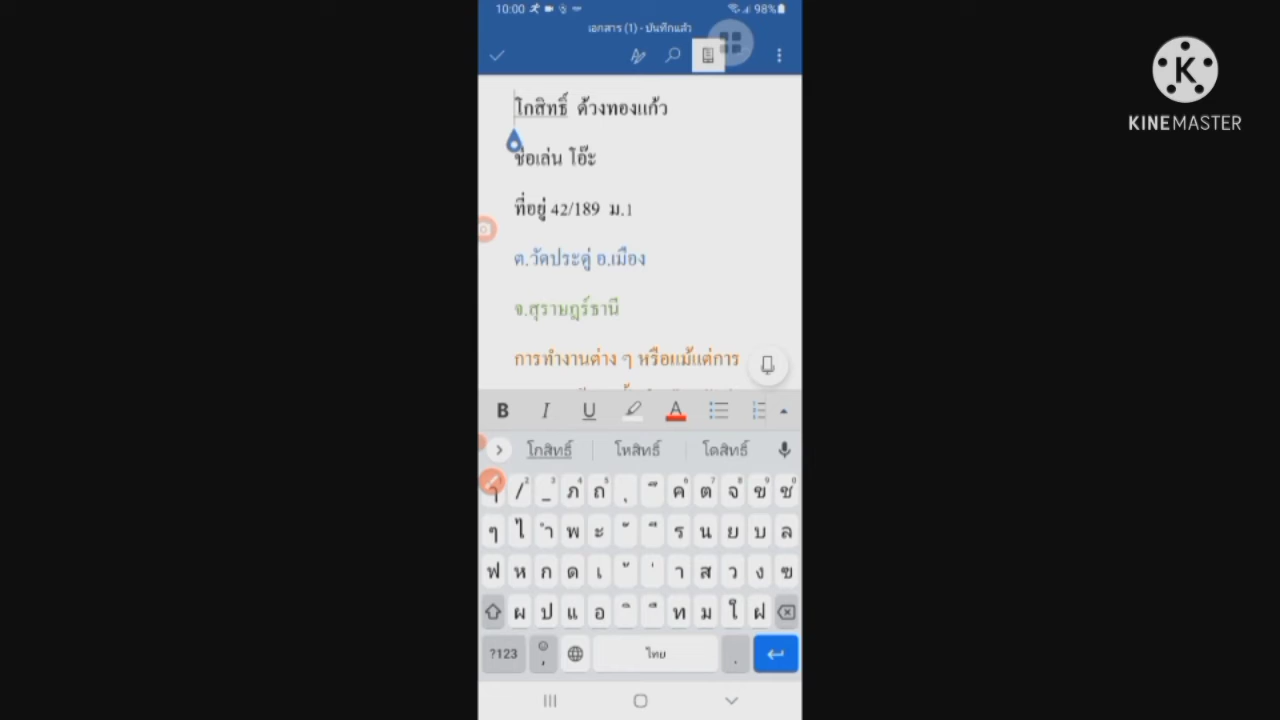 10:00 98%
เอกสาร (1) - บันทึกแล้ว
โกสิทธิ์ ด้วงทองแก้ว
ชื่อเล่น โอ๊ะ
ที่อยู่ 42/189 ม.1
ต.วัดประดู่ อ.เมือง
จ.สุราษฎร์ธานี
การทำงานต่าง ๆ หรือแม้แต่การ
B I U A
โกสิทธิ์ โหสิทธิ์ โดสิทธิ์
ๅ / _ ภ ถ ุ ึ ค ต จ ข ช
ๆ ไ ำ พ ะ ั ี ร น ย บ ล
ฟ ห ก ด เ ้ ่ า ส ว ง ฃ
ผ ป แ อ ิ ื ท ม ใ ฝ
?123 , ไทย .
K
KINEMASTER